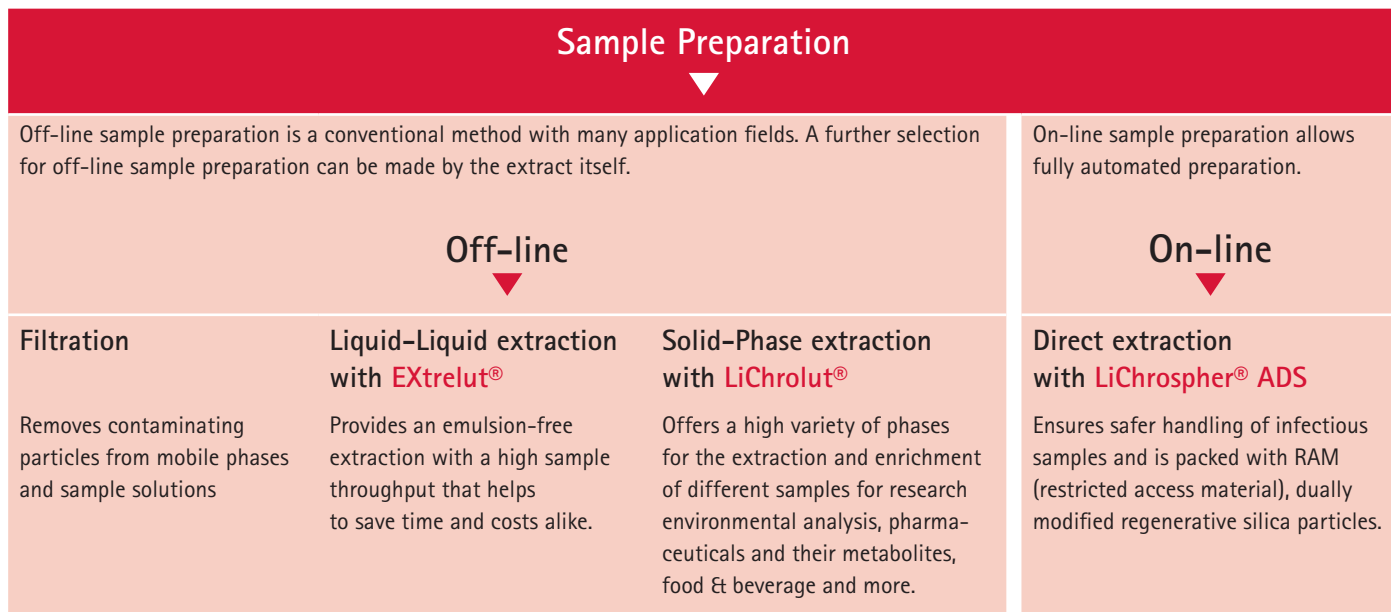 Sample Preparation
Off-line sample preparation is a conventional method with many application fields. A further selection
for off-line sample preparation can be made by the extract itself.
On-line sample preparation allows
fully automated preparation.
Off-line
On-line
Filtration
Removes contaminating
particles from mobile phases
and sample solutions
Liquid-Liquid extraction
with EXtrelut®
Provides an emulsion-free
extraction with a high sample
throughput that helps
to save time and costs alike.
Solid-Phase extraction
with LiChrolut®
Offers a high variety of phases
for the extraction and enrichment
of different samples for research
environmental analysis, pharma-
ceuticals and their metabolites,
food & beverage and more.
Direct extraction
with LiChrospher® ADS
Ensures safer handling of infectious
samples and is packed with RAM
(restricted access material), dually
modified regenerative silica particles.